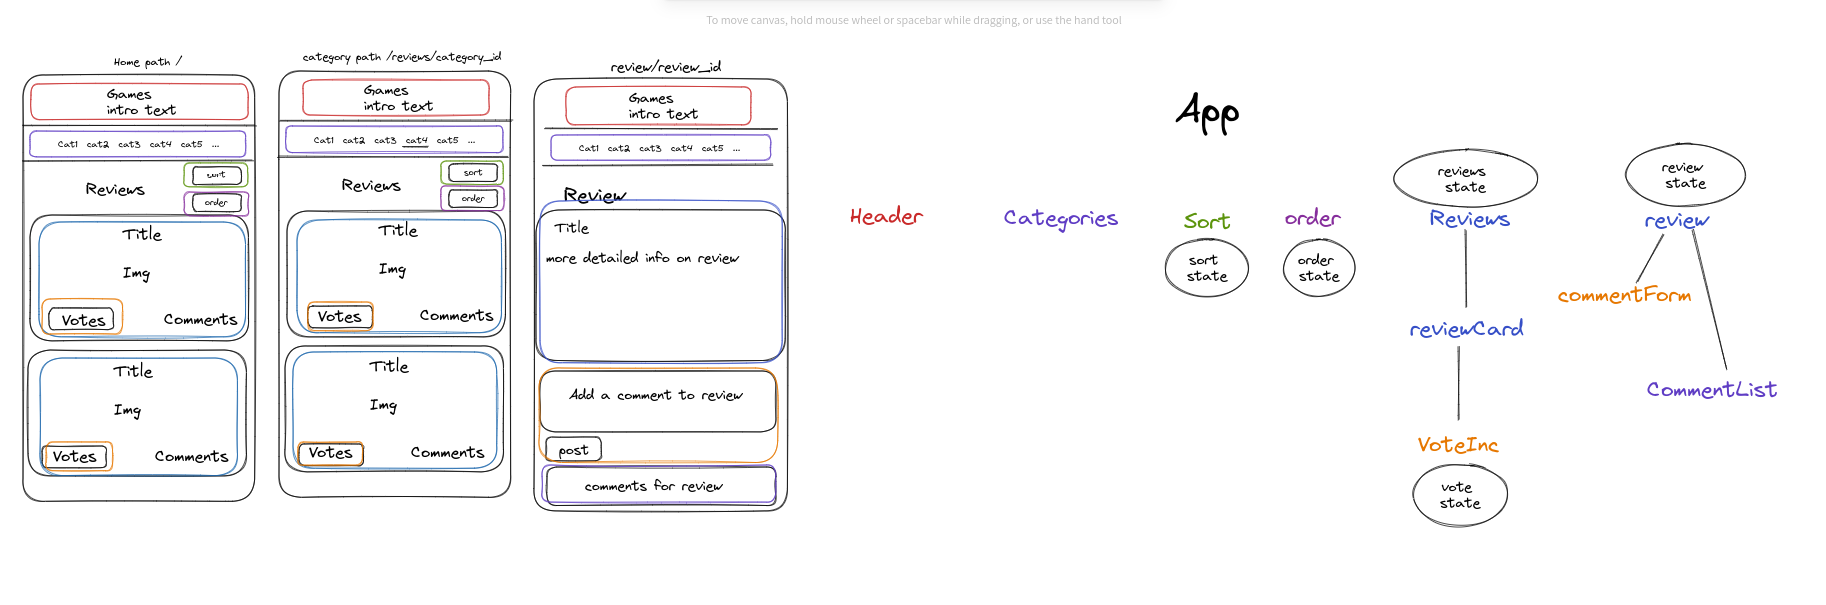 To move canvas, hold mouse wheel or spacebar while dragging, or use the hand tool
Home path /
Games
intro text
Cat1 cat2 cat3 cat4 cat5 ...
sort
Reviews
order
Title
Img
Votes
Comments
Title
Img
Votes
Comments
category path /reviews/category_id
Games
intro text
Cat1 cat2 cat3 cat4 cat5 ...
sort
Reviews
order
Title
Img
Votes
Comments
Title
Img
Votes
Comments
review/review_id
Games
intro text
Cat1 cat2 cat3 cat4 cat5 ...
Review
Title
more detailed info on review
Add a comment to review
post
comments for review
App
Header
Categories
Sort
sort
state
order
order
state
reviews
state
Reviews
reviewCard
VoteInc
vote
state
review
state
review
commentForm
CommentList